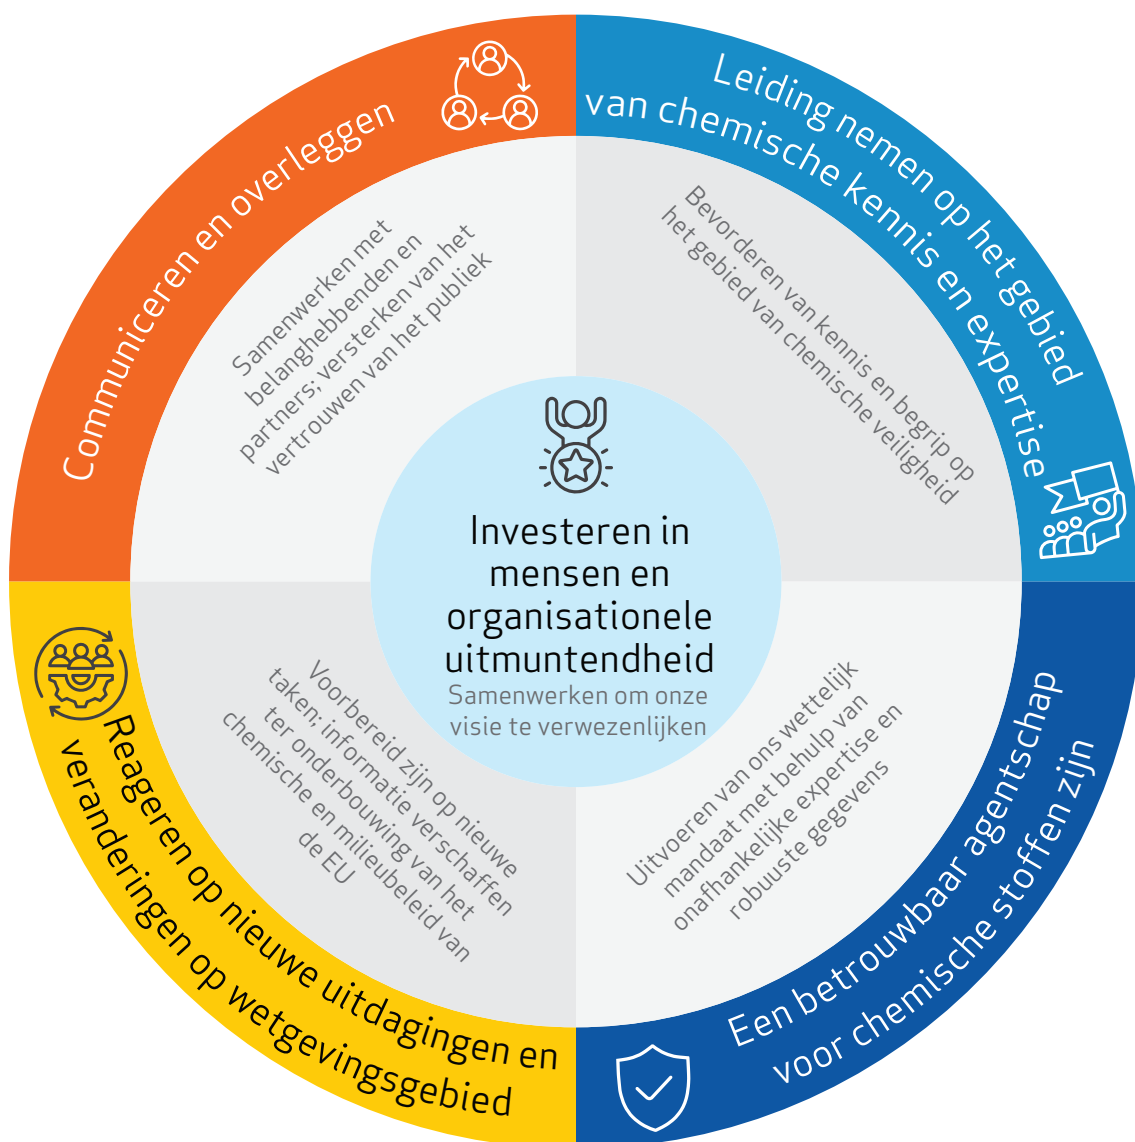 Communiceren en overleggen
Samenwerken met
belanghebbenden en
partners; versterken van het
vertrouwen van het publiek
Leiding nemen op het gebied
van chemische kennis en expertise
Bevorderen van kennis en begrip op
het gebied van chemische veiligheid
Investeren in
mensen en
organisationele
uitmuntendheid
Samenwerken om onze
visie te verwezenlijken
Reageren op nieuwe uitdagingen en
veranderingen op wetgevingsgebied
Voorbereid zijn op nieuwe
taken; informatie verschaffen
ter onderbouwing van het
chemische en milieubeleid van
de EU
Uitvoeren van ons wettelijk
mandaat met behulp van
onafhankelijke expertise en
robuuste gegevens
Een betrouwbaar agentschap
voor chemische stoffen zijn